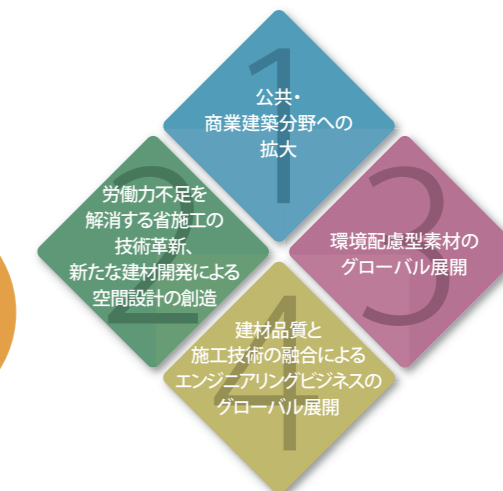 1
公共・
商業建築分野への
拡大
2
労働力不足を
解消する省施工の
技術革新、
新たな建材開発による
空間設計の創造
3
環境配慮型素材の
グローバル展開
4
建材品質と
施工技術の融合による
エンジニアリングビジネスの
グローバル展開